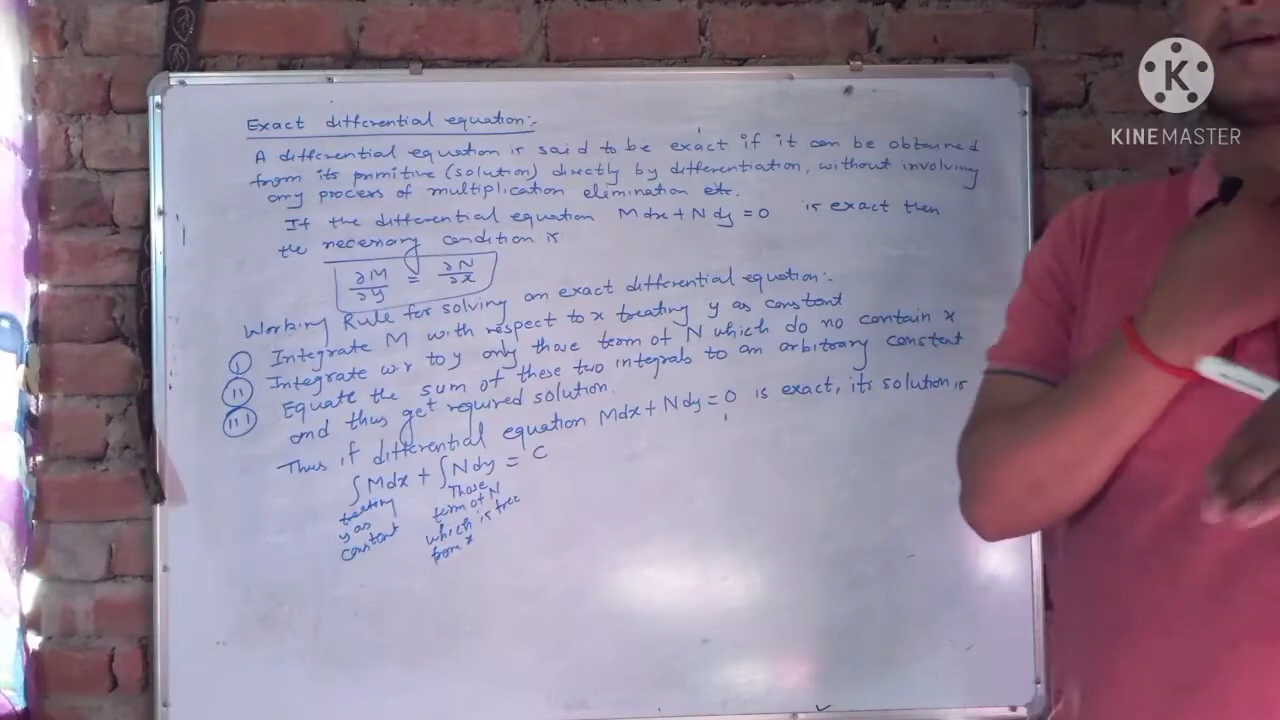 Exact differential equation:-
A differential equation is said to be exact if it can be obtained
from its primitive (solution) directly by differentiation, without involving
any process of multiplication elimination etc.
If the differential equation Mdx + Ndy = 0 is exact then
the necessary condition is
∂M/∂y = ∂N/∂x
Working Rule for solving an exact differential equation:-
(i) Integrate M with respect to x treating y as constant
(ii) Integrate w.r to y only those term of N which do no contain x
(iii) Equate the sum of these two integrals to an arbitrary constant
and thus get required solution.
Thus if differential equation Mdx + Ndy = 0 is exact, its solution is
∫Mdx + ∫Ndy = C
treating y as constant
Those term of N which is free from x
K
KINEMASTER